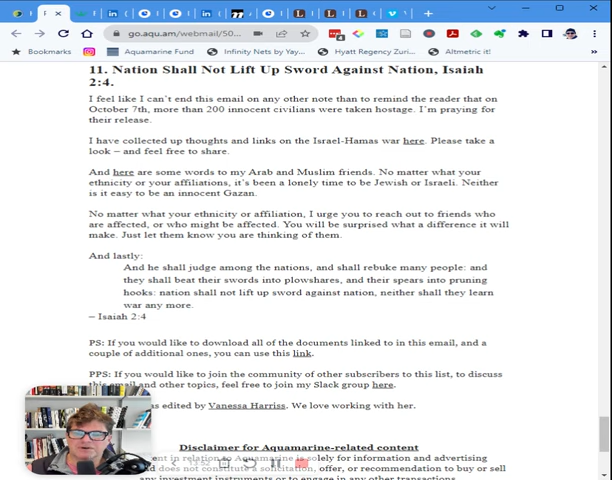 go.aqu.am/webmail/50...
Bookmarks
Aquamarine Fund
Infinity Nets by Yay...
Hyatt Regency Zuri...
Altmetric it!
11. Nation Shall Not Lift Up Sword Against Nation, Isaiah
2:4.
I feel like I can't end this email on any other note than to remind the reader that on
October 7th, more than 200 innocent civilians were taken hostage. I'm praying for
their release.
I have collected up thoughts and links on the Israel-Hamas war here. Please take a
look – and feel free to share.
And here are some words to my Arab and Muslim friends. No matter what your
ethnicity or your affiliations, it's been a lonely time to be Jewish or Israeli. Neither
is it easy to be an innocent Gazan.
No matter what your ethnicity or affiliation, I urge you to reach out to friends who
are affected, or who might be affected. You will be surprised what a difference it will
make. Just let them know you are thinking of them.
And lastly:
And he shall judge among the nations, and shall rebuke many people: and
they shall beat their swords into plowshares, and their spears into pruning
hooks: nation shall not lift up sword against nation, neither shall they learn
war any more.
– Isaiah 2:4
PS: If you would like to download all of the documents linked to in this email, and a
couple of additional ones, you can use this link.
PPS: If you would like to join the community of other subscribers to this list, to discuss
this email and other topics, feel free to join my Slack group here.
s edited by Vanessa Harriss. We love working with her.
Disclaimer for Aquamarine-related content
ent in relation to Aquamarine is solely for information and advertising
13:52
d does not constitute a solicitation, offer, or recommendation to buy or sell
any investment instruments or to engage in any other transactions.